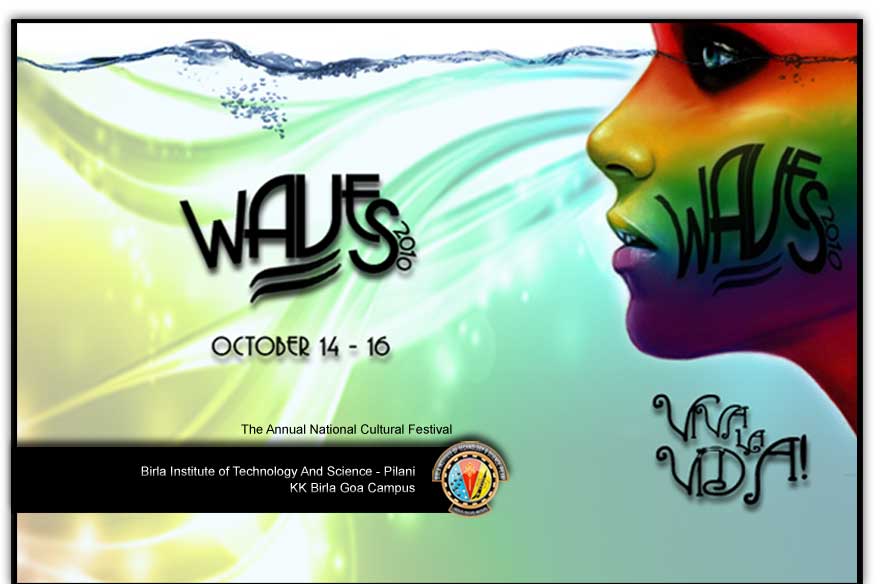 WAVES 2010
WAVES 2010
OCTOBER 14 - 16
VIVA
LA
VIDA!
The Annual National Cultural Festival
Birla Institute of Technology And Science - Pilani
KK Birla Goa Campus